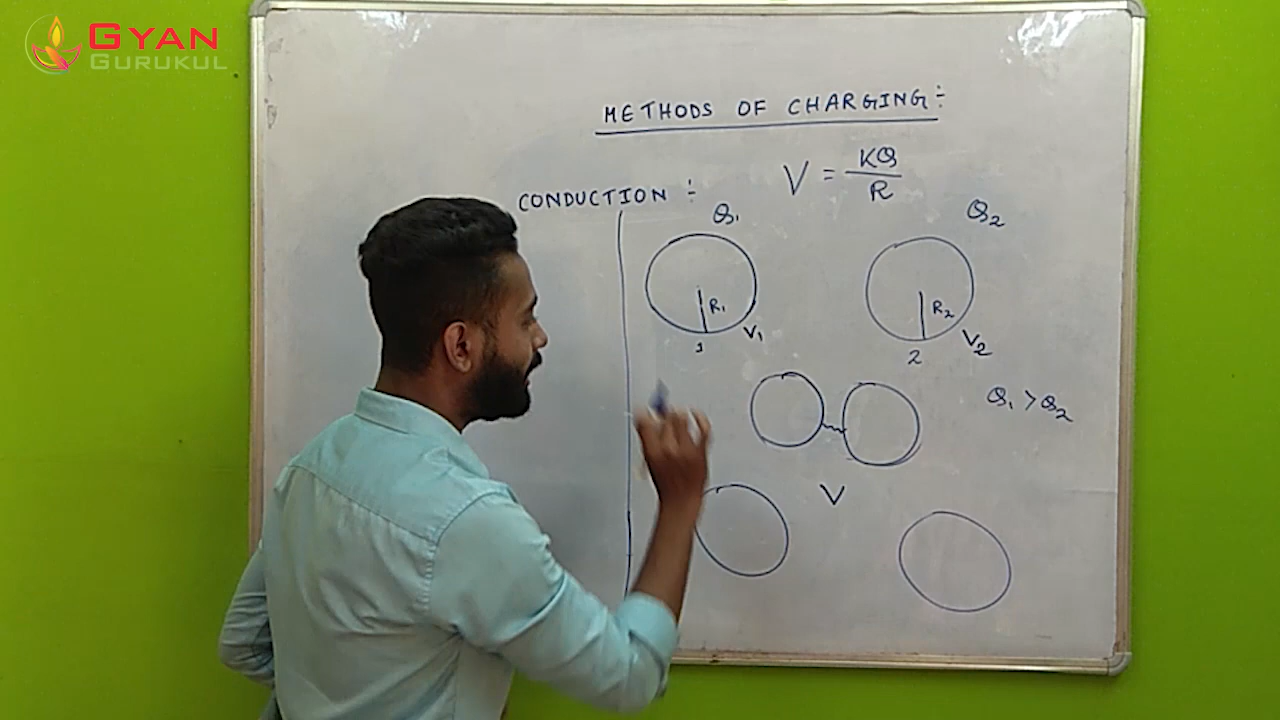 GYAN
GURUKUL
METHODS OF CHARGING :-
V = KQ/R
CONDUCTION :-
Q1
Q2
R1
R2
V1
V2
1
2
Q1 > Q2
V